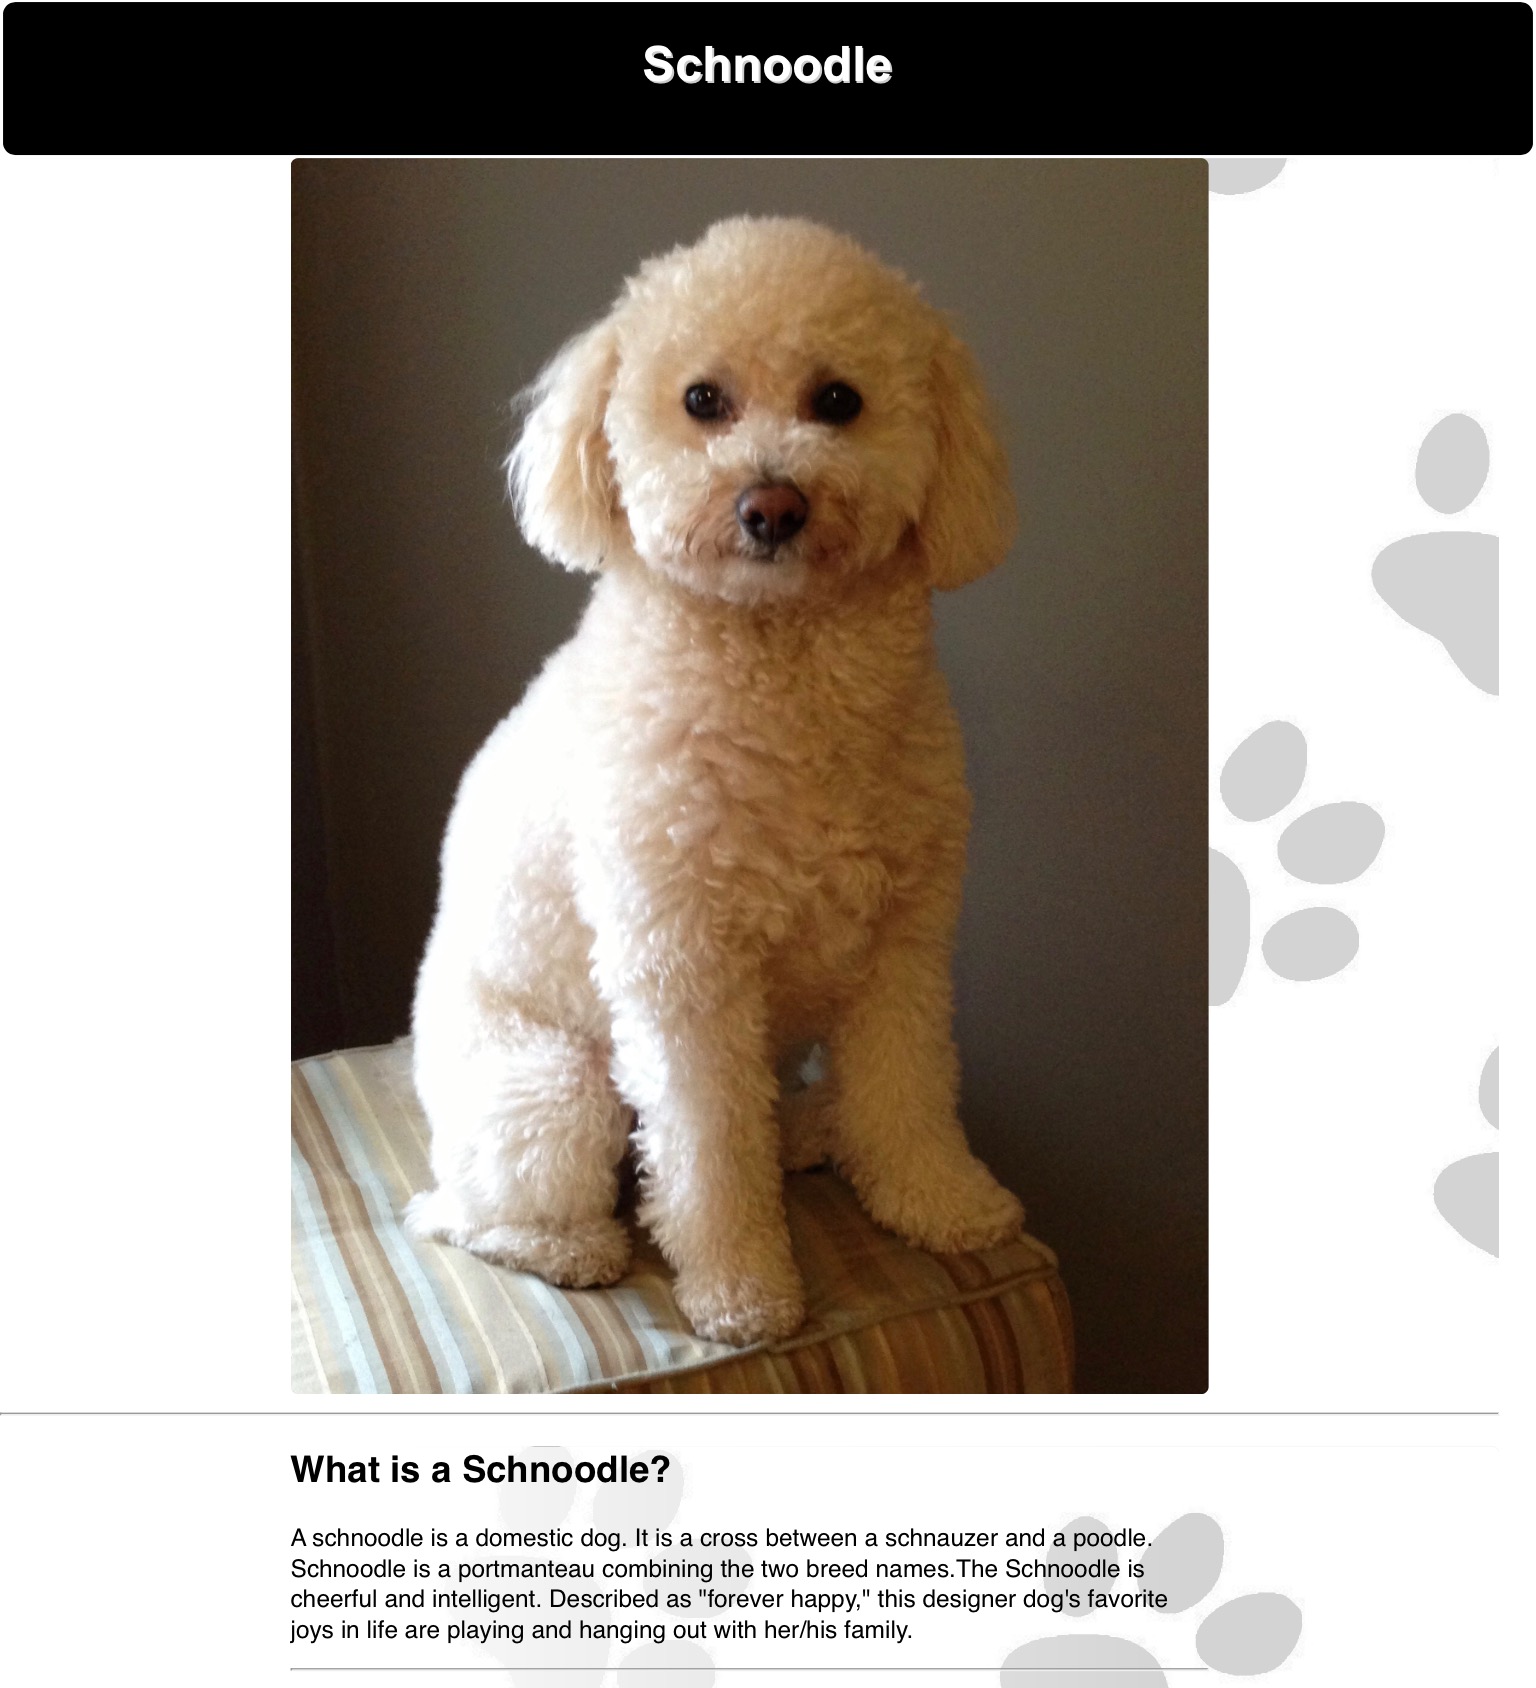 Schnoodle
What is a Schnoodle?
A schnoodle is a domestic dog. It is a cross between a schnauzer and a poodle.
Schnoodle is a portmanteau combining the two breed names.The Schnoodle is
cheerful and intelligent. Described as "forever happy," this designer dog's favorite
joys in life are playing and hanging out with her/his family.